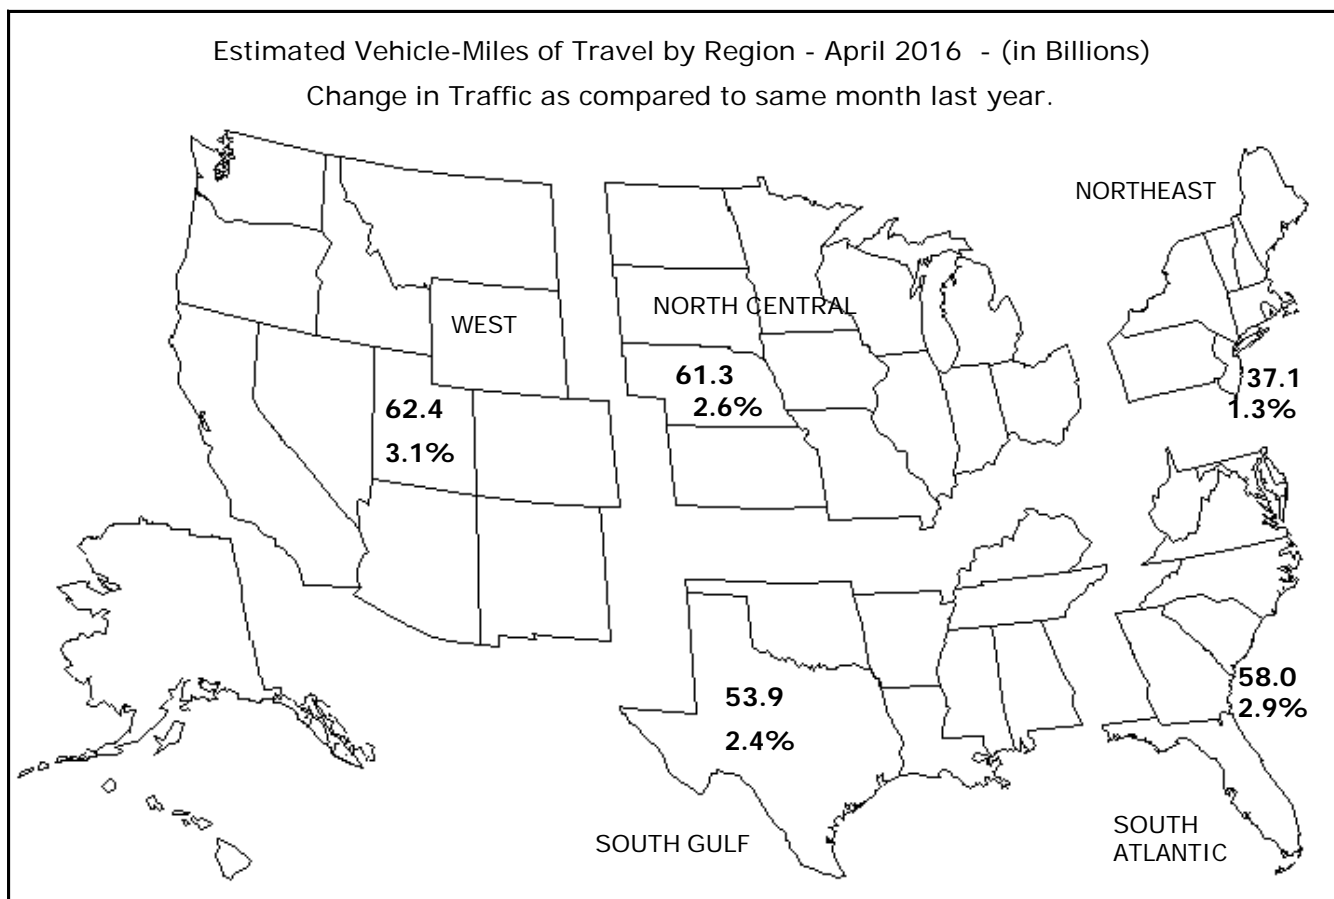 Estimated Vehicle-Miles of Travel by Region - April 2016 - (in Billions)
Change in Traffic as compared to same month last year.
NORTHEAST
NORTH CENTRAL
WEST
61.3
2.6%
37.1
1.3%
62.4
3.1%
53.9
2.4%
58.0
2.9%
SOUTH GULF
SOUTH
ATLANTIC